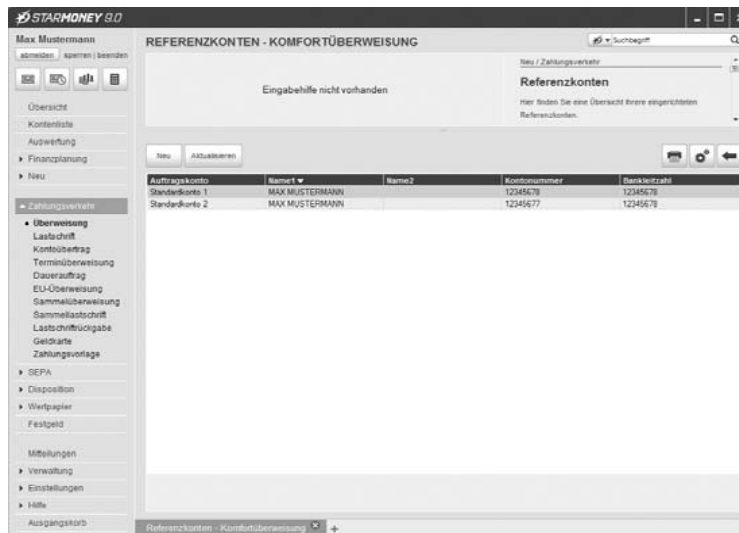 STARMONEY 9.0
Max Mustermann
abmelden sperren | beenden
REFERENZKONTEN - KOMFORTÜBERWEISUNG
Suchbegriff
Eingabehilfe nicht vorhanden
Neu / Zahlungsverkehr
Referenzkonten
Hier finden Sie eine Übersicht Ihrere eingerichteten
Referenzkonten.
Übersicht
Kontenliste
Auswertung
Finanzplanung
Neu
Zahlungsverkehr
Überweisung
Lastschrift
Kontoübertrag
Terminüberweisung
Dauerauftrag
EU-Überweisung
Sammelüberweisung
Sammellastschrift
Lastschriftrückgabe
Geldkarte
Zahlungsvorlage
SEPA
Disposition
Wertpapier
Festgeld
Mitteilungen
Verwaltung
Einstellungen
Hilfe
Ausgangskorb
Neu Aktualisieren
Auftragskonto Name1 Name2 Kontonummer Bankleitzahl
Standardkonto 1 MAX MUSTERMANN 12345678 12345678
Standardkonto 2 MAX MUSTERMANN 12345677 12345678
Referenzkonten - Komfortüberweisung +